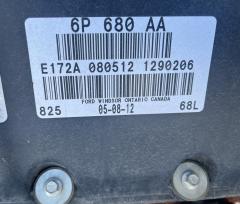 6P 680 AA
E172A 080512 1290206
FORD WINDSOR ONTARIO CANADA
825 05-08-12 68L